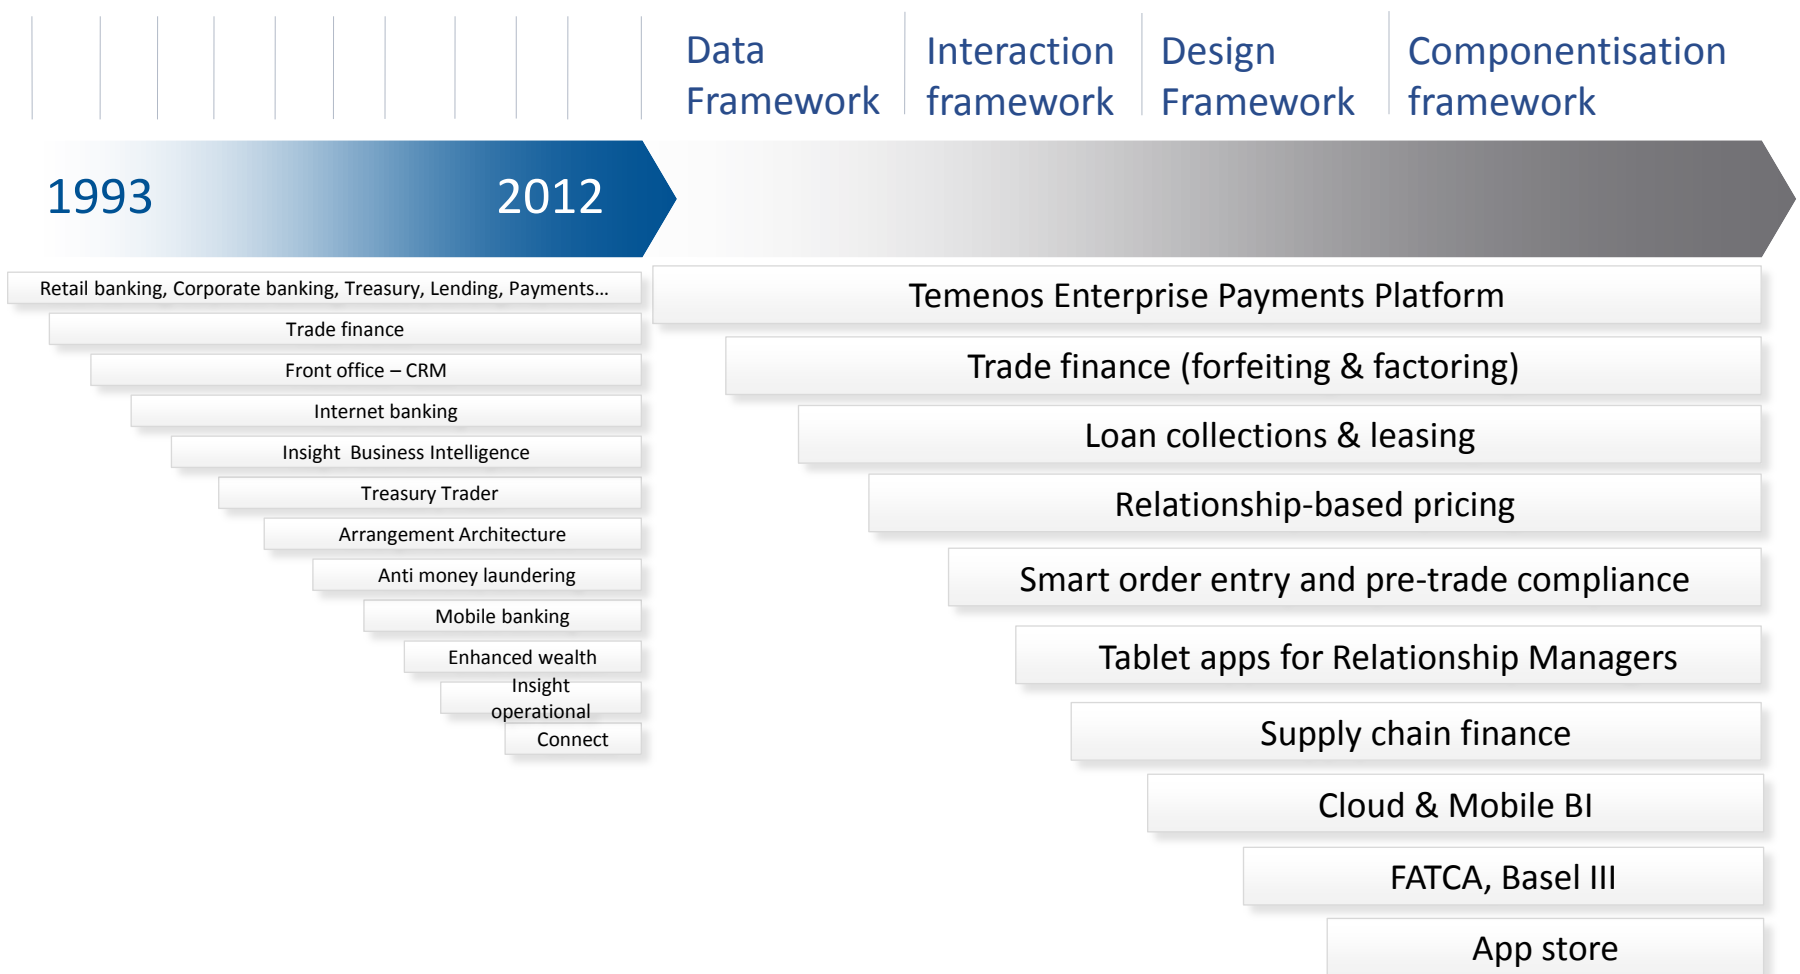 Data
Framework
Interaction
framework
Design
Framework
Componentisation
framework
1993
2012
Retail banking, Corporate banking, Treasury, Lending, Payments...
Trade finance
Front office – CRM
Internet banking
Insight Business Intelligence
Treasury Trader
Arrangement Architecture
Anti money laundering
Mobile banking
Enhanced wealth
Insight
operational
Connect
Temenos Enterprise Payments Platform
Trade finance (forfeiting & factoring)
Loan collections & leasing
Relationship-based pricing
Smart order entry and pre-trade compliance
Tablet apps for Relationship Managers
Supply chain finance
Cloud & Mobile BI
FATCA, Basel III
App store